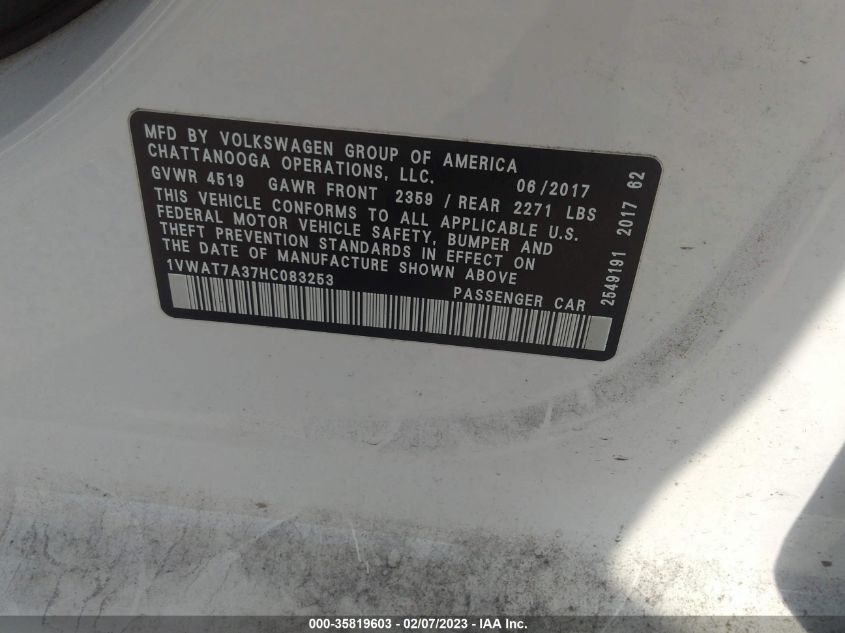 MFD BY VOLKSWAGEN GROUP OF AMERICA
CHATTANOOGA OPERATIONS, LLC.
06/2017
GVWR 4519 GAWR FRONT 2359 / REAR 2271 LBS
THIS VEHICLE CONFORMS TO ALL APPLICABLE U.S.
FEDERAL MOTOR VEHICLE SAFETY, BUMPER AND
THEFT PREVENTION STANDARDS IN EFFECT ON
THE DATE OF MANUFACTURE SHOWN ABOVE
1VWAT7A37HC083253
PASSENGER CAR
2549191 2017 62
000-35819603 - 02/07/2023 - IAA Inc.